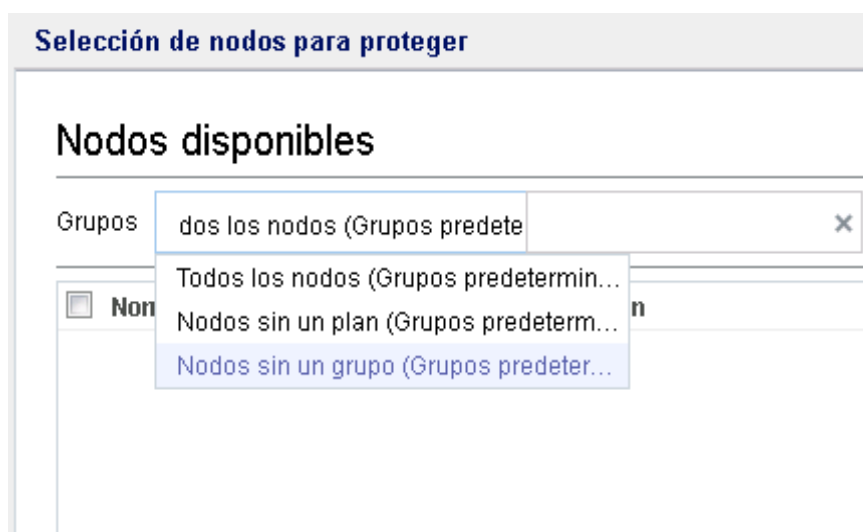 Selección de nodos para proteger
Nodos disponibles
Grupos dos los nodos (Grupos predete ×
Todos los nodos (Grupos predetermin...
Nodos sin un plan (Grupos predeterm...
Nodos sin un grupo (Grupos predeter...